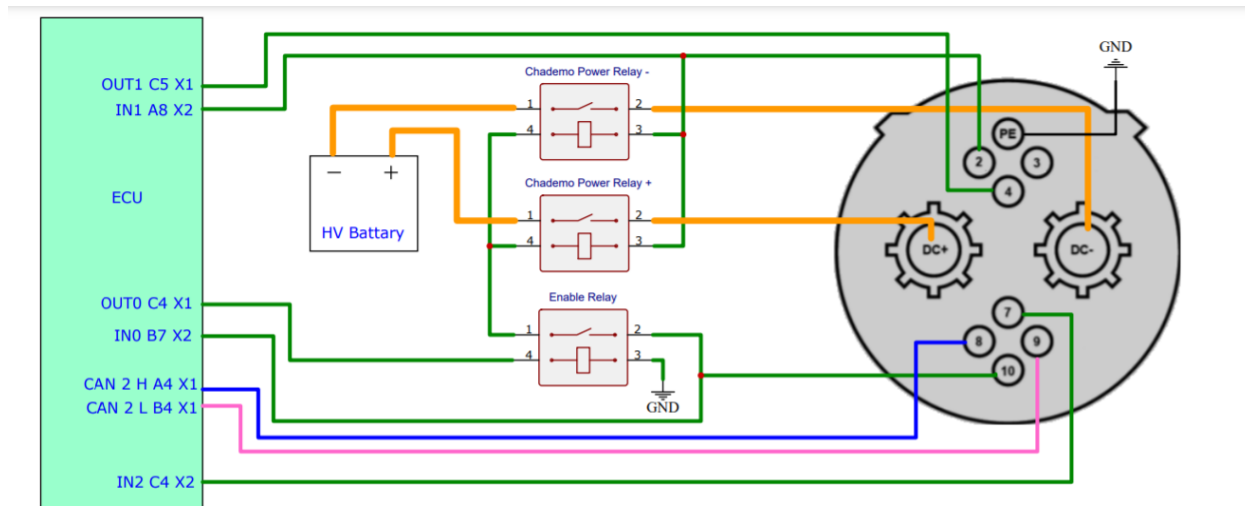 GND
OUT1 C5 X1
IN1 A8 X2
Chademo Power Relay -
1
2
4
3
PE
2
3
4
ECU
−
+
HV Battary
Chademo Power Relay +
1
2
4
3
DC+
DC-
OUT0 C4 X1
IN0 B7 X2
Enable Relay
1
2
4
3
GND
7
8
9
10
CAN 2 H A4 X1
CAN 2 L B4 X1
IN2 C4 X2